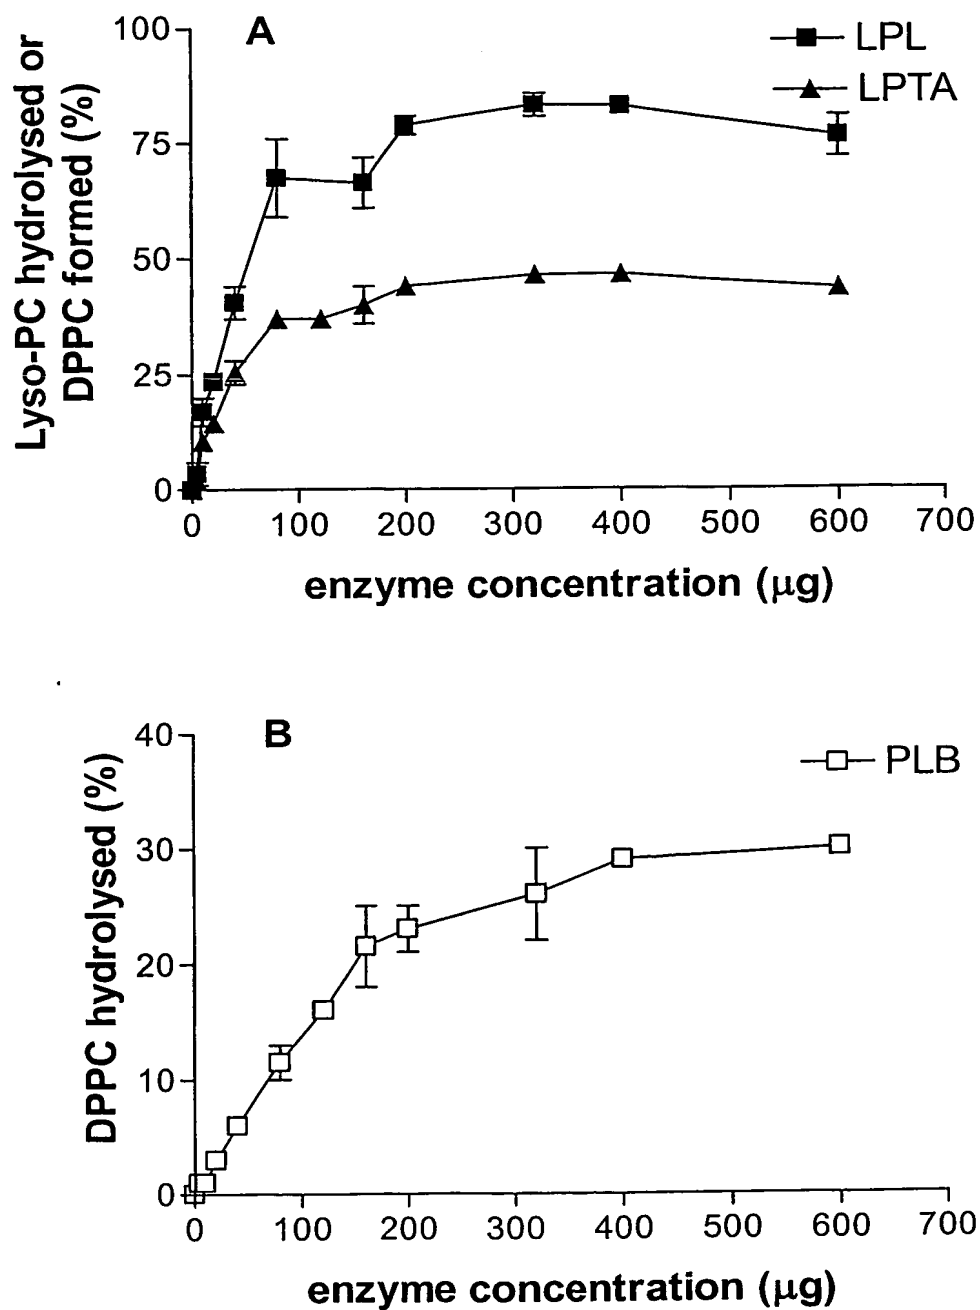 A
LPL
LPTA
Lyso-PC hydrolysed or
DPPC formed (%)
100
75
50
25
0
0 100 200 300 400 500 600 700
enzyme concentration (μg)
B
PLB
DPPC hydrolysed (%)
40
30
20
10
0
0 100 200 300 400 500 600 700
enzyme concentration (μg)